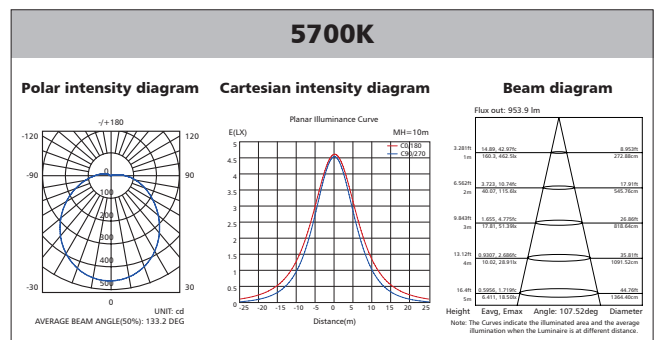 5700K
Polar intensity diagram
-/+180
-120
120
-90
90
-30
30
0
0
100
200
300
400
500
UNIT: cd
AVERAGE BEAM ANGLE(50%): 133.2 DEG
Cartesian intensity diagram
Planar Illuminance Curve
E(LX)
MH=10m
C0/180
C90/270
5
4.5
4
3.5
3
2.5
2
1.5
1
0.5
0
-25 -20 -15 -10 -5 0 5 10 15 20 25
Distance(m)
Beam diagram
Flux out: 953.9 lm
3.281ft 14.89, 42.97fc 8.953ft
1m 160.3, 462.5lx 272.88cm
6.562ft 3.723, 10.74fc 17.91ft
2m 40.07, 115.6lx 545.76cm
9.843ft 1.655, 4.775fc 26.86ft
3m 17.81, 51.39lx 818.64cm
13.12ft 0.9307, 2.686fc 35.81ft
4m 10.02, 28.91lx 1091.52cm
16.4ft 0.5956, 1.719fc 44.76ft
5m 6.411, 18.50lx 1364.40cm
Height Eavg, Emax Angle: 107.52deg Diameter
Note: The Curves indicate the illuminated area and the average
illumination when the Luminaire is at different distance.